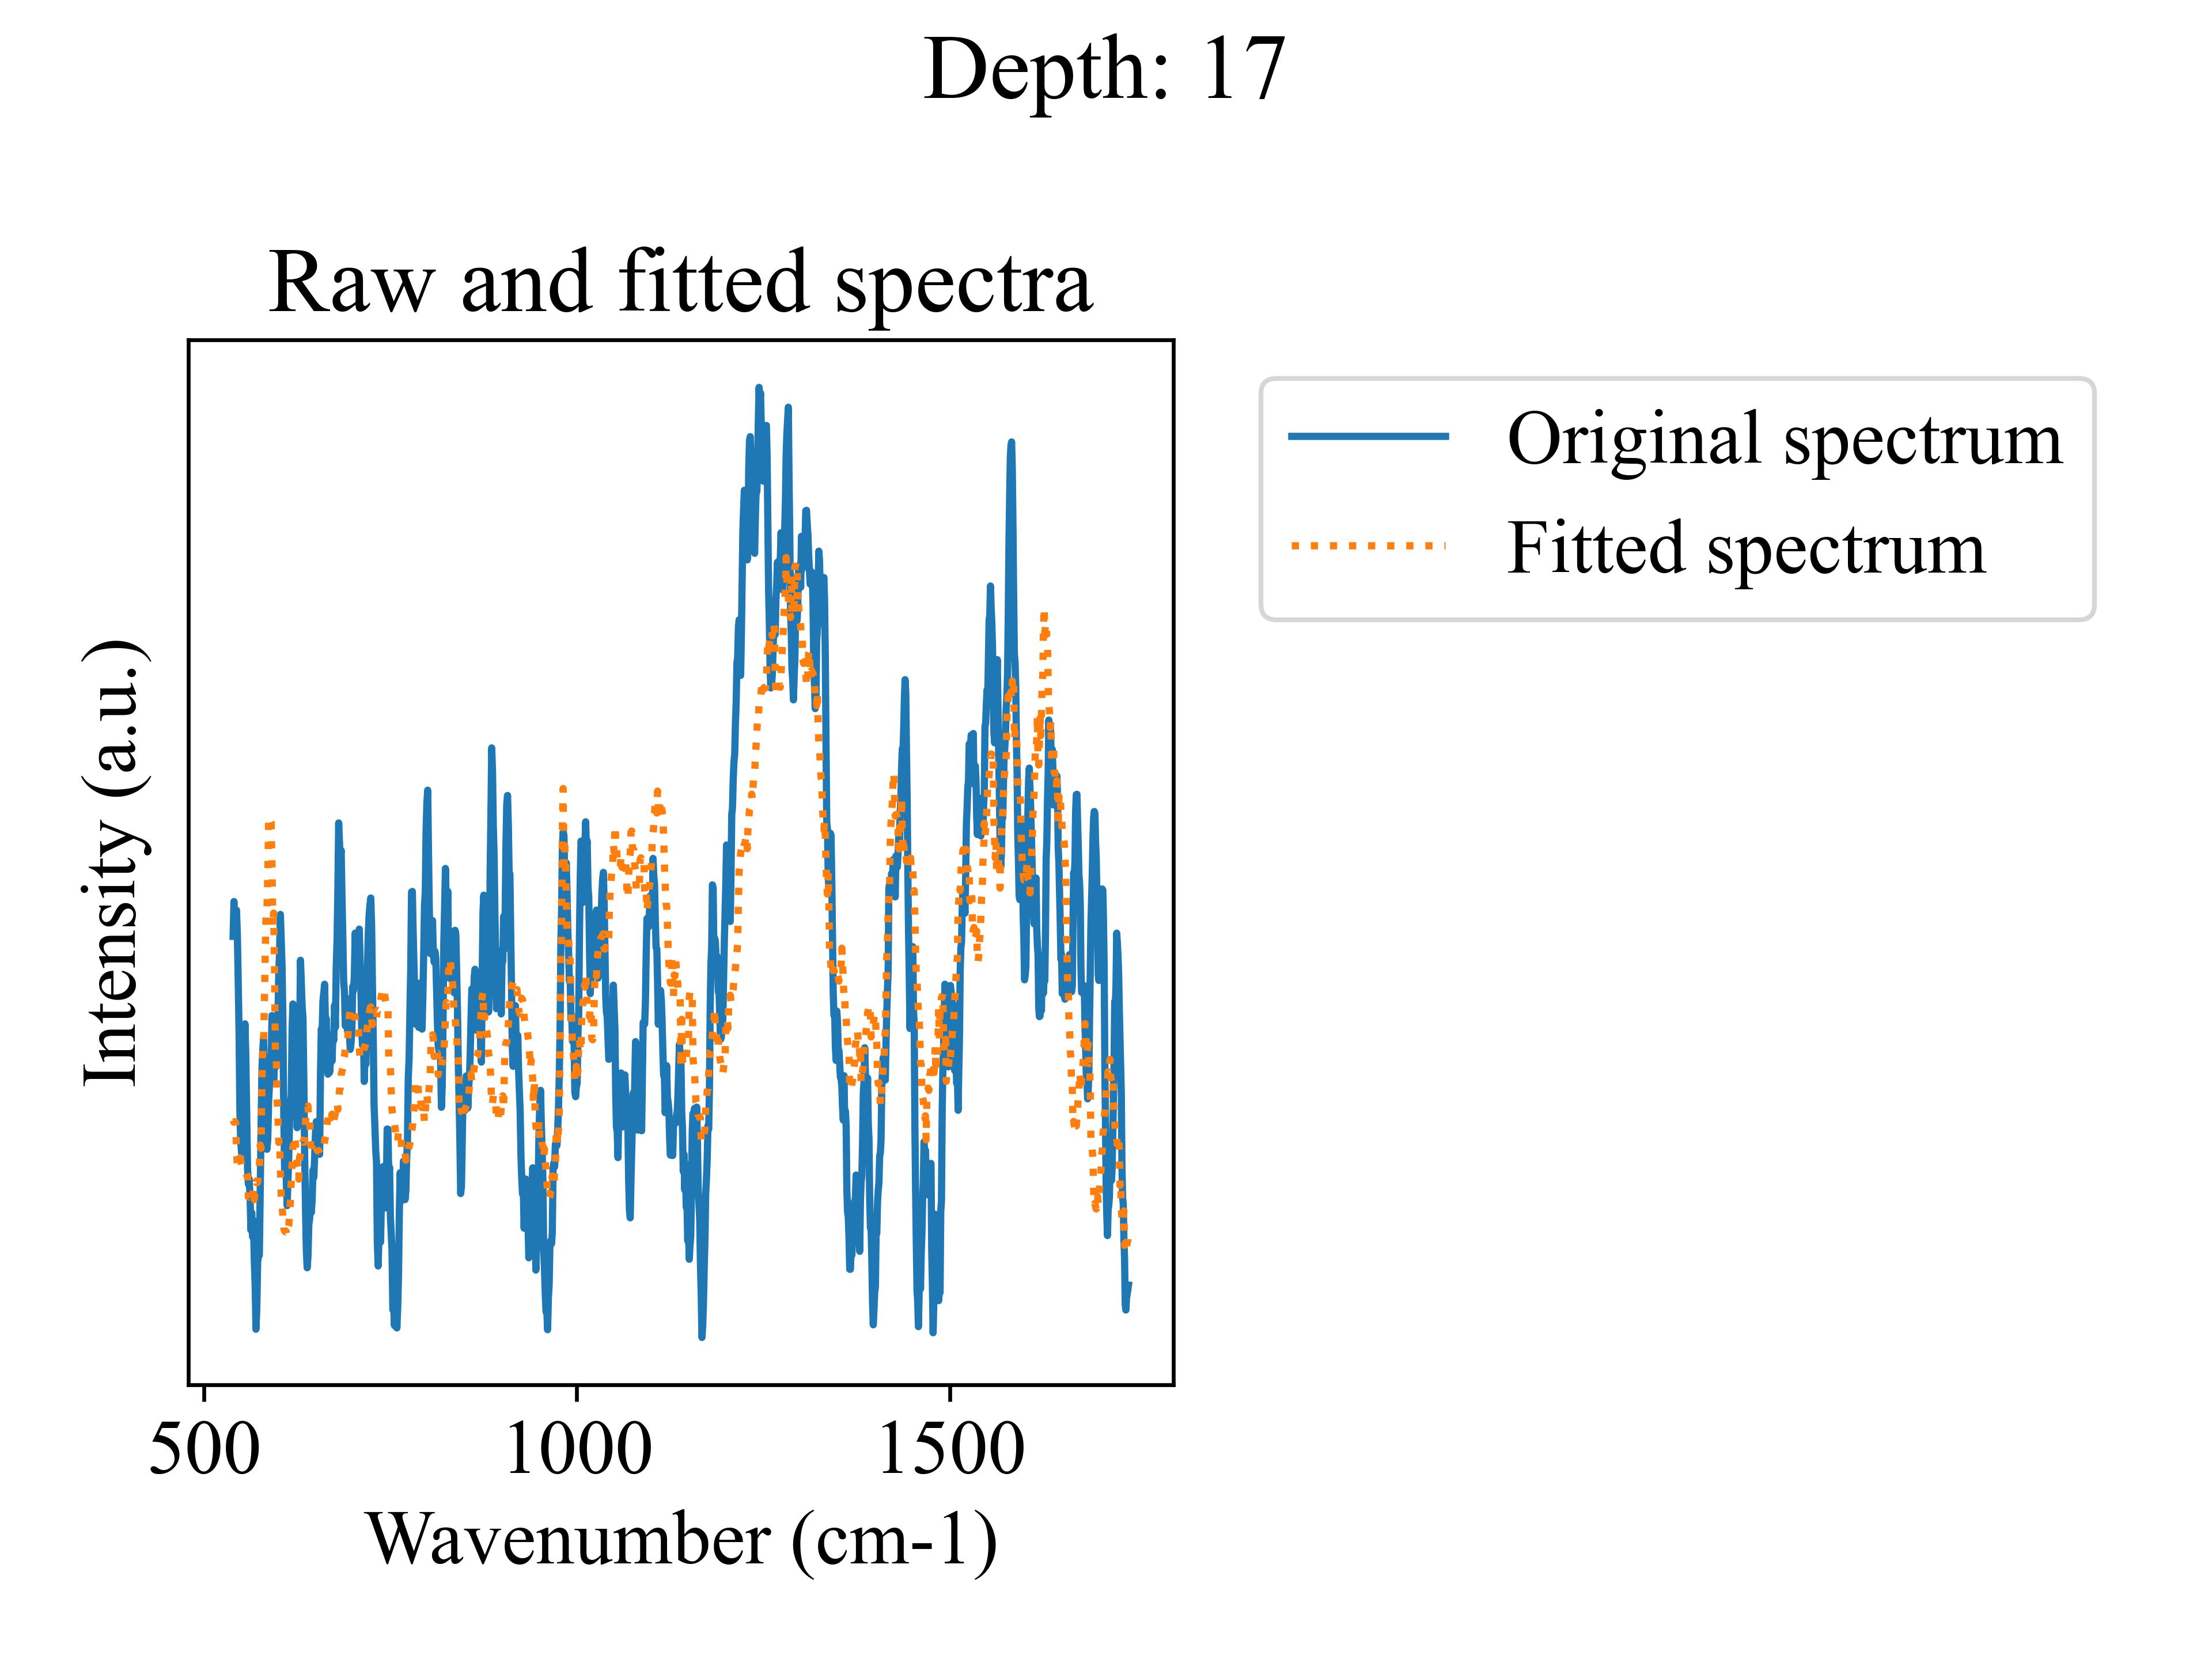 Depth: 17
Raw and fitted spectra
Original spectrum
Fitted spectrum
Intensity (a.u.)
500 1000 1500
Wavenumber (cm-1)